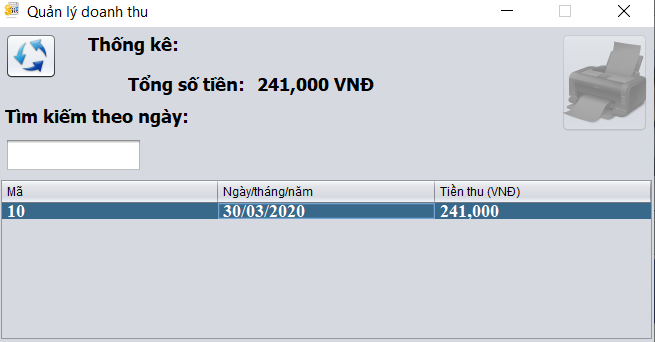 Quản lý doanh thu
Thống kê:
Tổng số tiền: 241,000 VNĐ
Tìm kiếm theo ngày:
Mã Ngày/tháng/năm Tiền thu (VNĐ)
10 30/03/2020 241,000